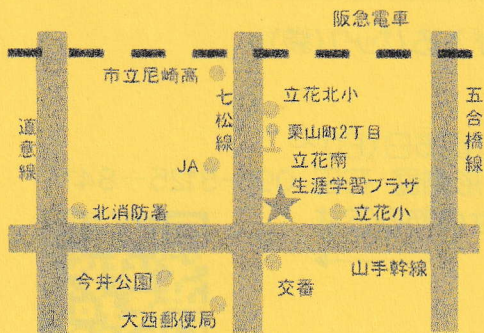 阪急電車
市立尼崎高
七松線
立花北小
五合橋線
道意線
栗山町2丁目
JA
立花南
生涯学習プラザ
北消防署
立花小
山手幹線
今井公園
交番
大西郵便局